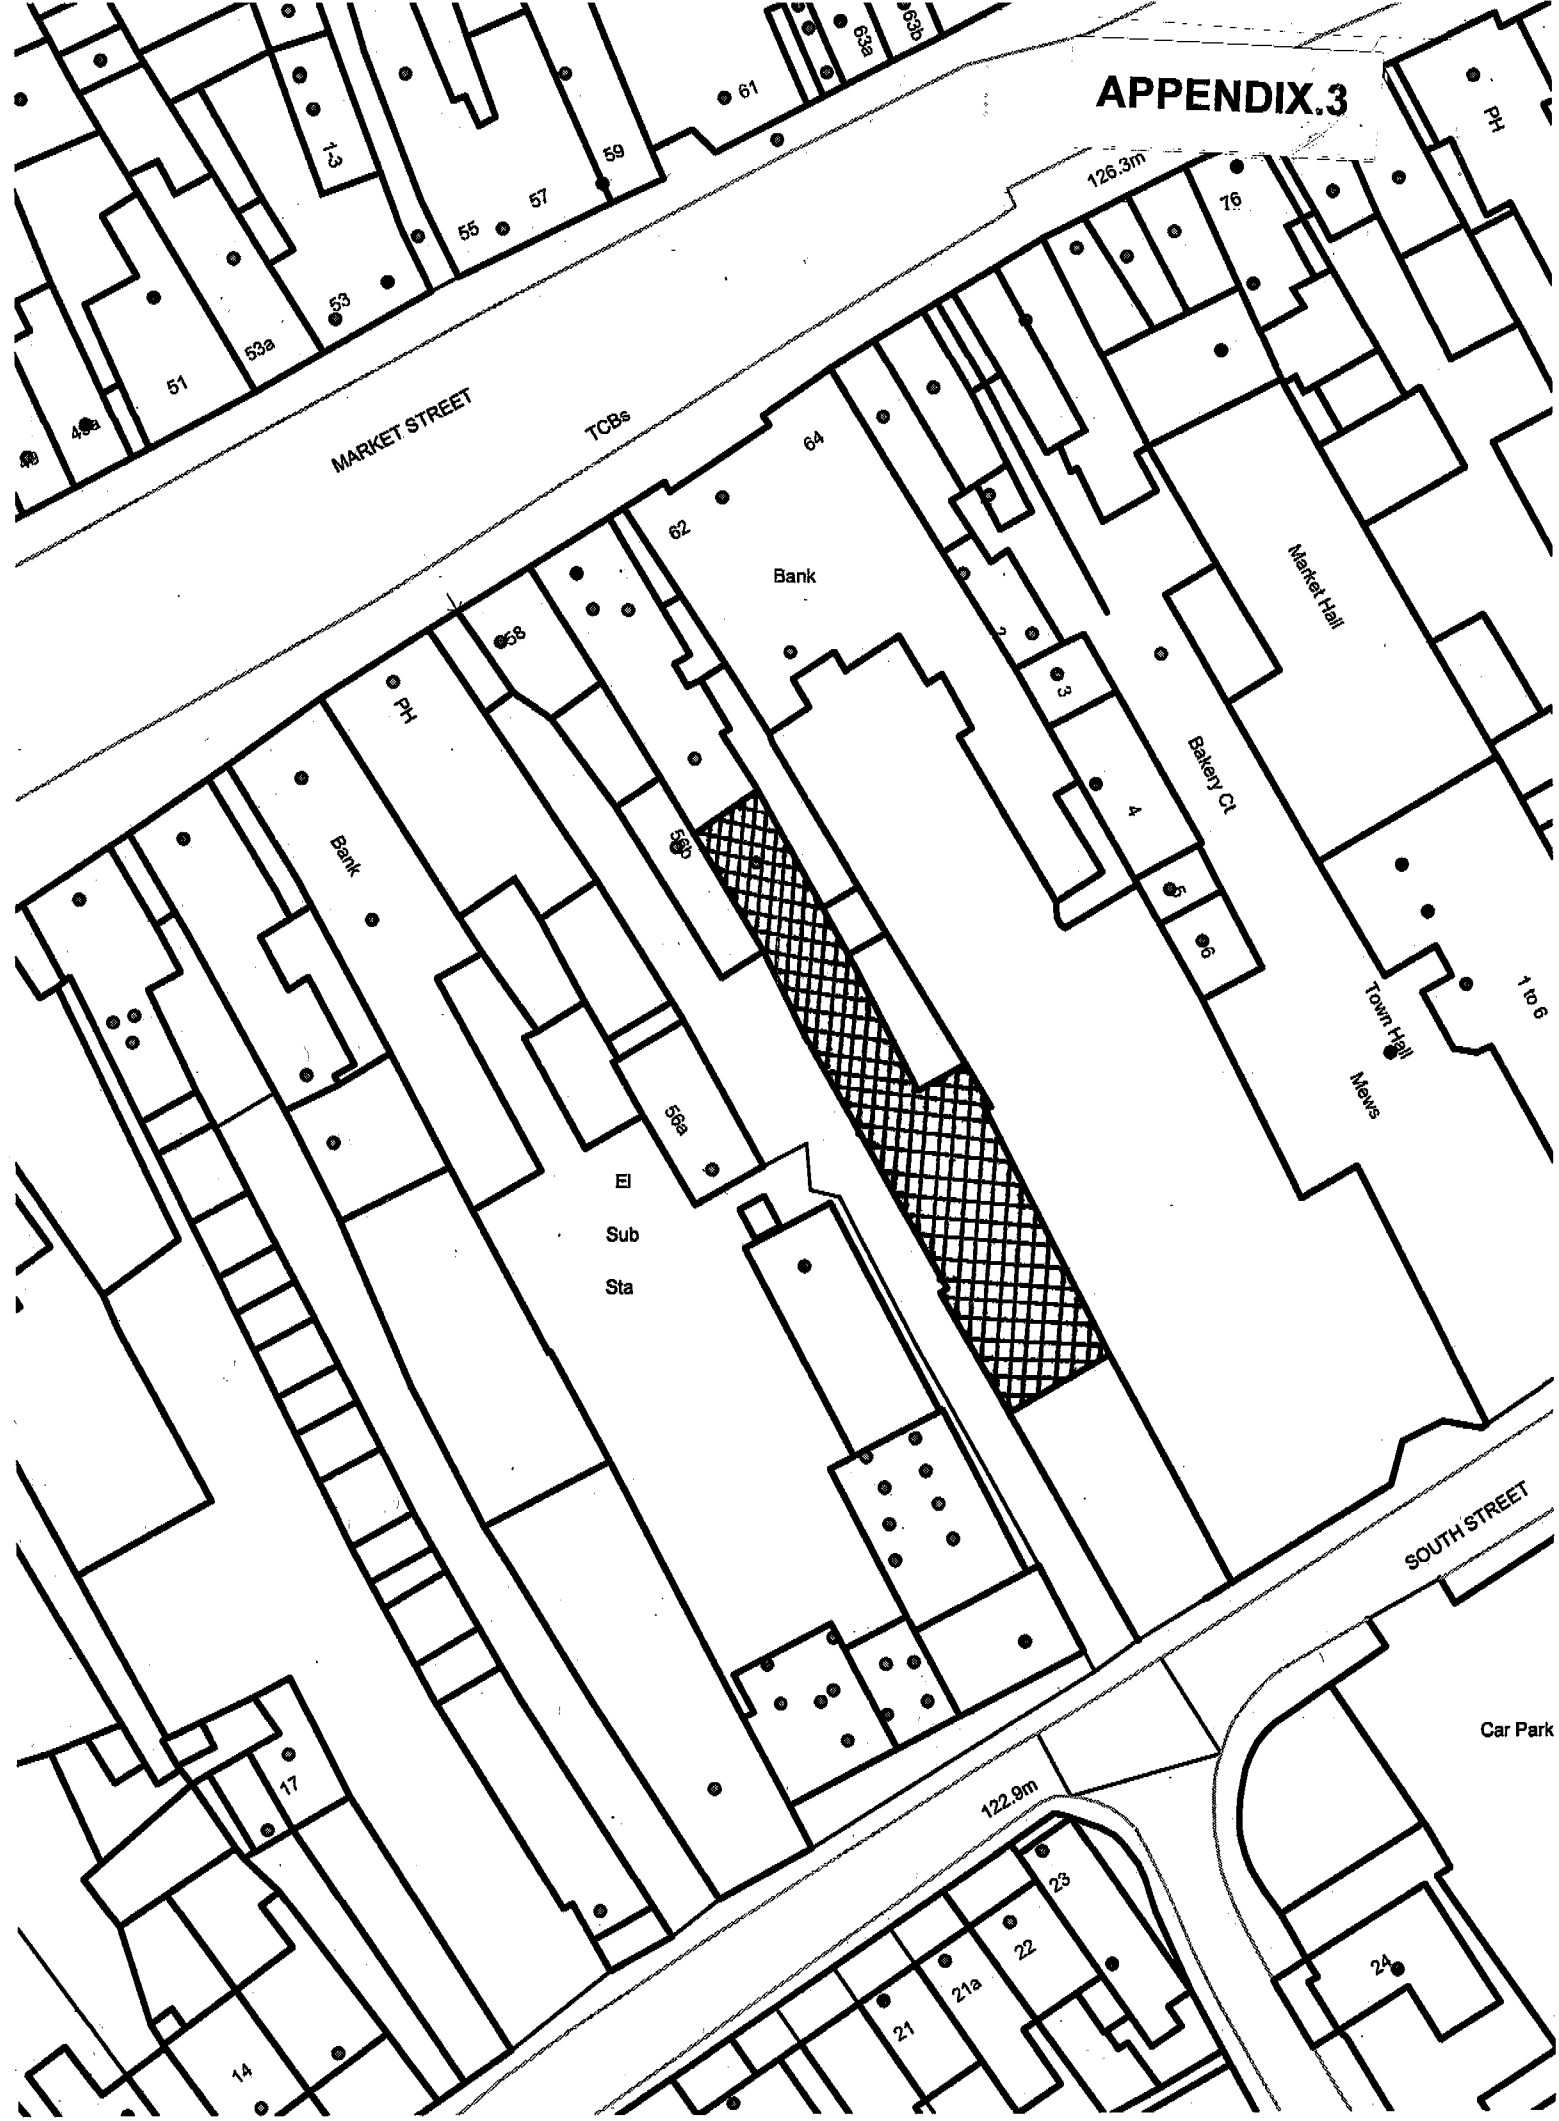 APPENDIX.3
63b
63a
61
PH
1-3
59
57
55
126.3m
76
53
53a
51
MARKET STREET
TCBs
64
62
Bank
Market Hall
58
2
3
PH
Bakery Ct
4
Bank
56b
5
6
1 to 6
Town Hall
Mews
56a
El
Sub
Sta
SOUTH STREET
Car Park
17
122.9m
23
22
24
21a
21
14